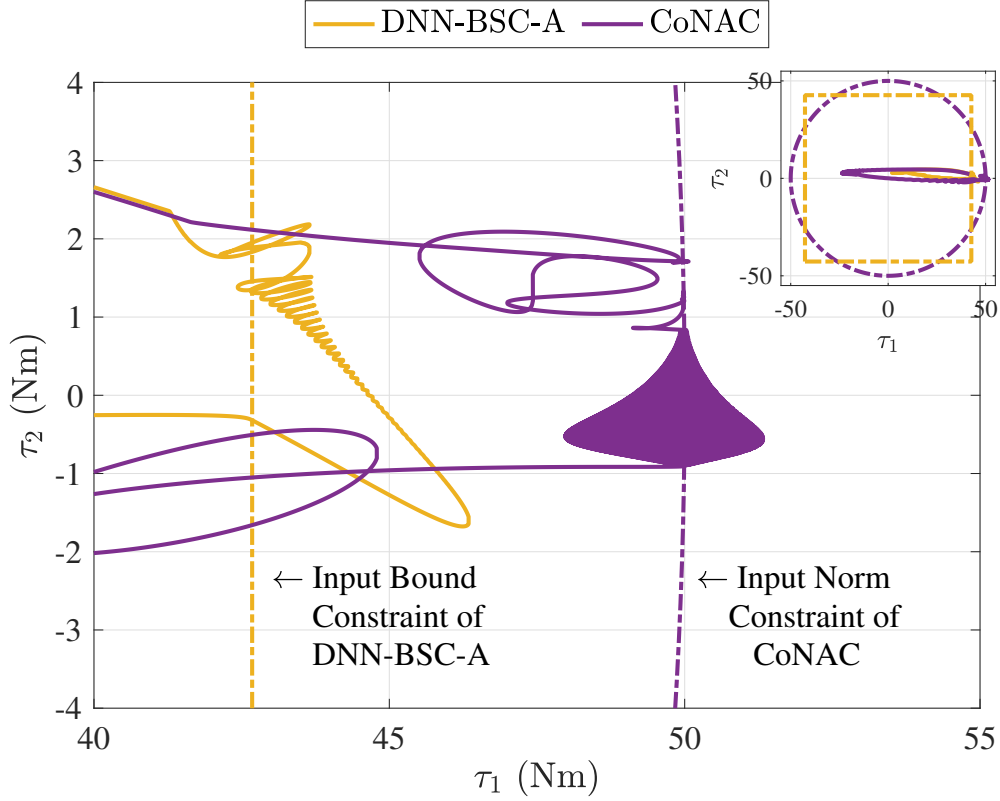 DNN-BSC-A CoNAC
4
3
2
1
0
-1
-2
-3
-4
τ₂ (Nm)
40 45 50 55
τ₁ (Nm)
← Input Bound
Constraint of
DNN-BSC-A
← Input Norm
Constraint of
CoNAC
50
0
-50
τ₂
-50 0 50
τ₁